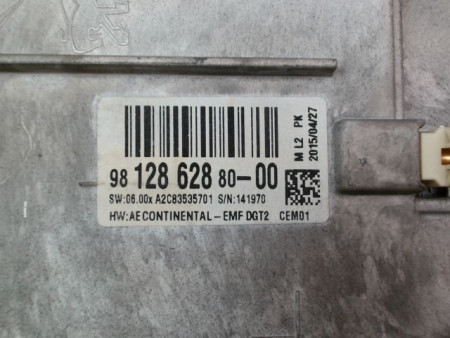 98 128 628 80-00
SW:06.00x A2C83535701 S/N:141970
HW:AE CONTINENTAL-EMF DGT2 CEM01
M L2 PK
2015/04/27